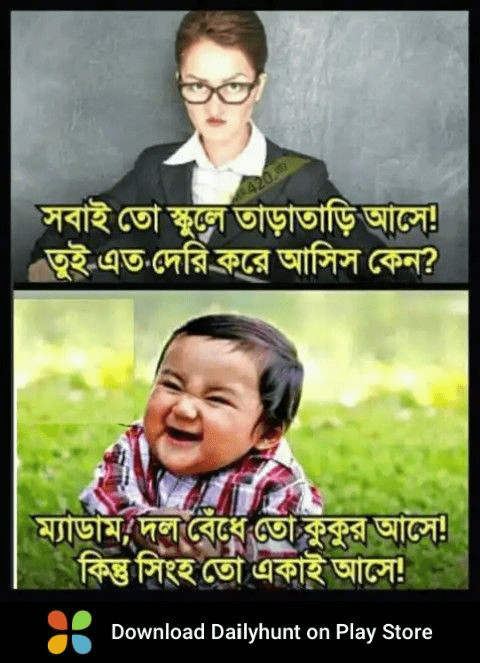 সবাই তো স্কুলে তাড়াতাড়ি আসে!
তুই এত দেরি করে আসিস কেন?
ম্যাডাম, দল বেঁধে তো কুকুর আসে!
কিন্তু সিংহ তো একাই আসে!
Download Dailyhunt on Play Store